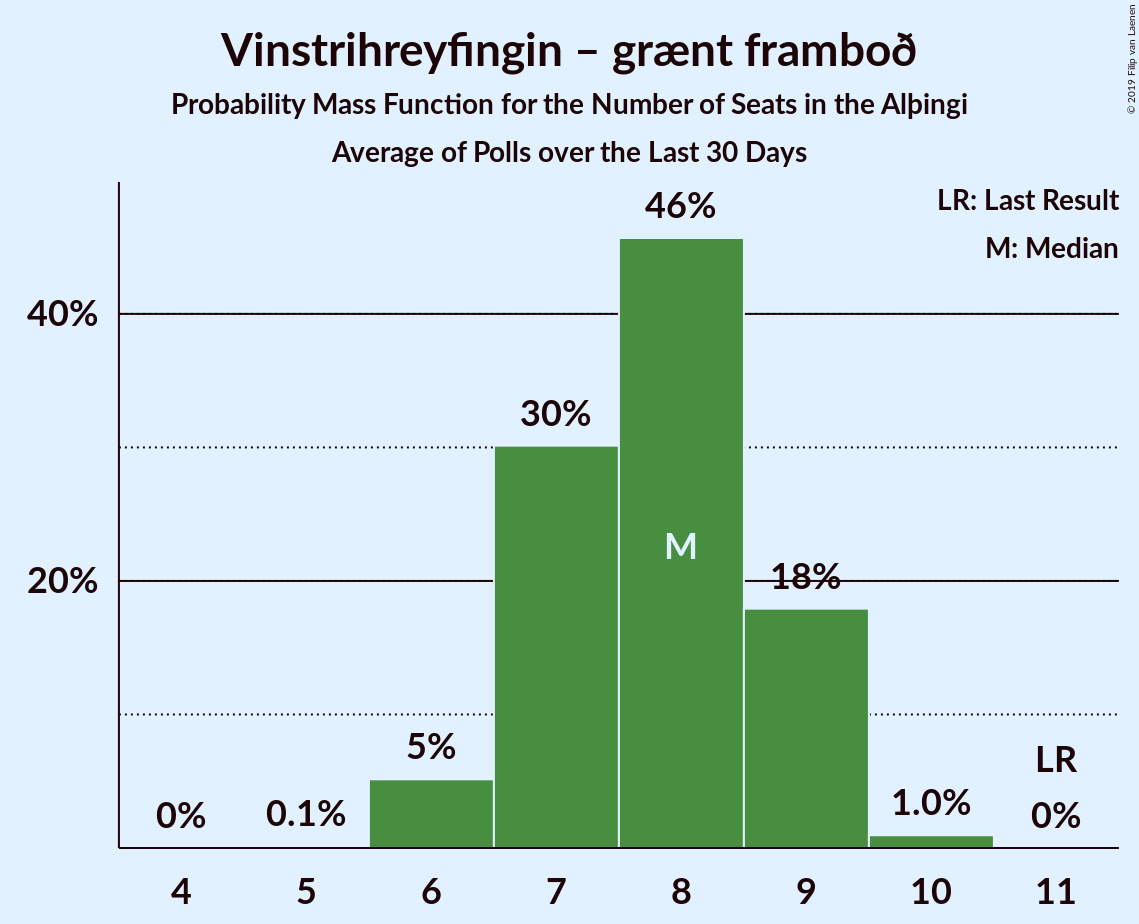 Vinstrihreyfingin – grænt framboð
Probability Mass Function for the Number of Seats in the Alþingi
Average of Polls over the Last 30 Days
© 2019 Filip van Laenen
LR: Last Result
M: Median
46%
40%
30%
M
20%
18%
5%
LR
0%
0.1%
1.0%
0%
4
5
6
7
8
9
10
11